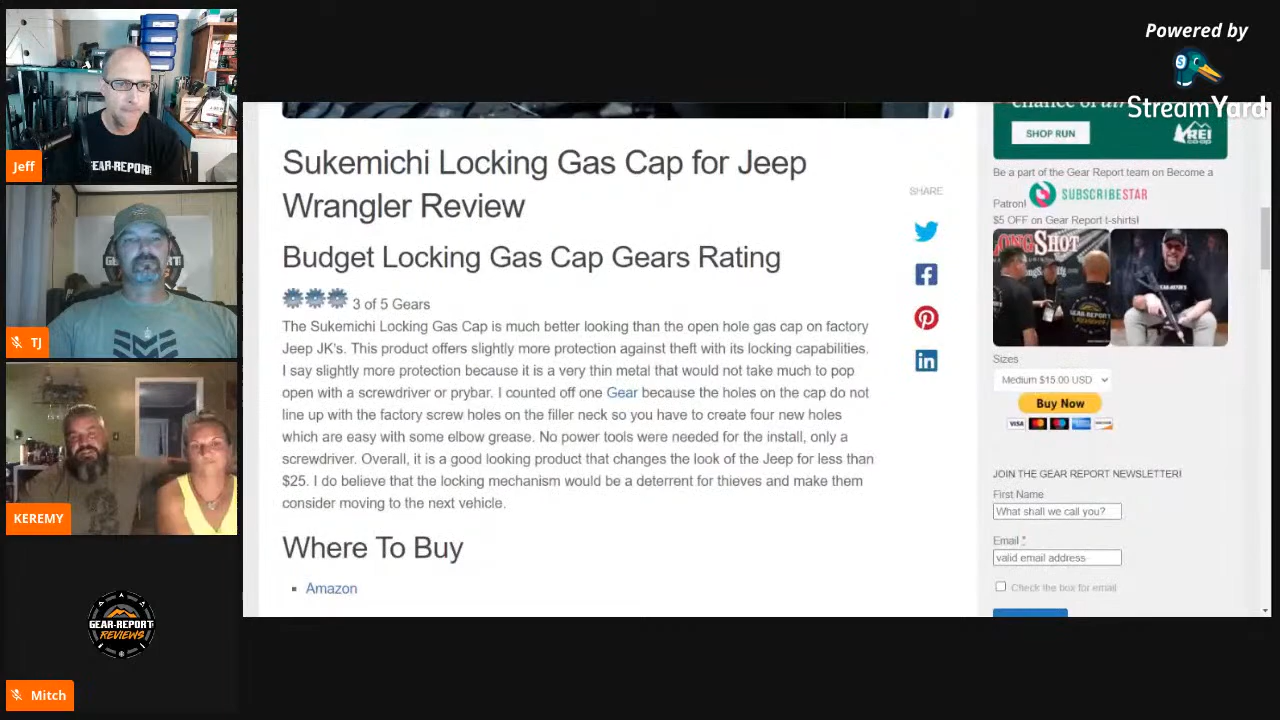 Powered by
StreamYard
GEAR-REPORT
Jeff
TJ
KEREMY
GEAR-REPORT
REVIEWS
Mitch
Sukemichi Locking Gas Cap for Jeep
Wrangler Review
Budget Locking Gas Cap Gears Rating
3 of 5 Gears
The Sukemichi Locking Gas Cap is much better looking than the open hole gas cap on factory
Jeep JK's. This product offers slightly more protection against theft with its locking capabilities.
I say slightly more protection because it is a very thin metal that would not take much to pop
open with a screwdriver or prybar. I counted off one Gear because the holes on the cap do not
line up with the factory screw holes on the filler neck so you have to create four new holes
which are easy with some elbow grease. No power tools were needed for the install, only a
screwdriver. Overall, it is a good looking product that changes the look of the Jeep for less than
$25. I do believe that the locking mechanism would be a deterrent for thieves and make them
consider moving to the next vehicle.
Where To Buy
Amazon
SHARE
SHOP RUN
REI
co-op
Be a part of the Gear Report team on Become a
Patron! SUBSCRIBESTAR
$5 OFF on Gear Report t-shirts!
Sizes
Medium $15.00 USD
Buy Now
VISA
JOIN THE GEAR REPORT NEWSLETTER!
First Name
What shall we call you?
Email *
valid email address
Check the box for email